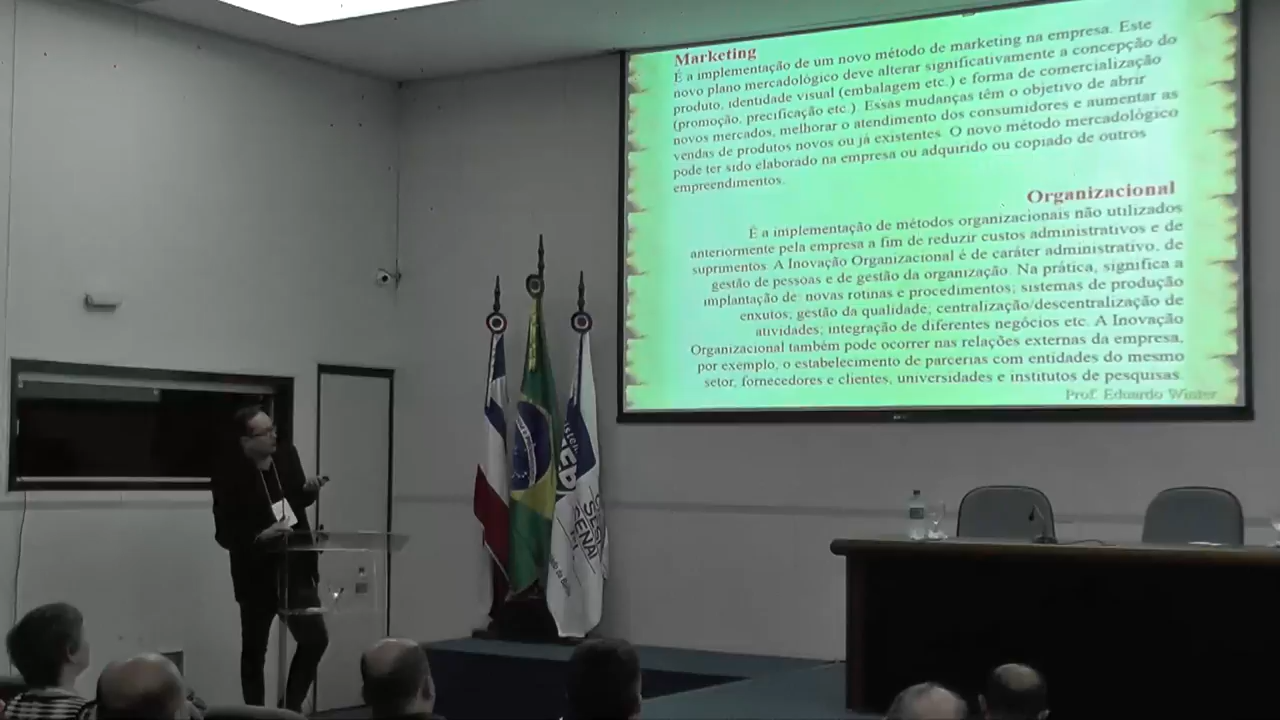 Marketing
É a implementação de um novo método de marketing na empresa. Este
novo plano mercadológico deve alterar significativamente a concepção do
produto, identidade visual (embalagem etc.) e forma de comercialização
(promoção, precificação etc.). Essas mudanças têm o objetivo de abrir
novos mercados, melhorar o atendimento dos consumidores e aumentar as
vendas de produtos novos ou já existentes. O novo método mercadológico
pode ter sido elaborado na empresa ou adquirido ou copiado de outros
empreendimentos.
Organizacional
É a implementação de métodos organizacionais não utilizados
anteriormente pela empresa a fim de reduzir custos administrativos e de
suprimentos. A Inovação Organizacional é de caráter administrativo, de
gestão de pessoas e de gestão da organização. Na prática, significa a
implantação de: novas rotinas e procedimentos; sistemas de produção
enxutos; gestão da qualidade; centralização/descentralização de
atividades; integração de diferentes negócios etc. A Inovação
Organizacional também pode ocorrer nas relações externas da empresa,
por exemplo, o estabelecimento de parcerias com entidades do mesmo
setor, fornecedores e clientes, universidades e institutos de pesquisas.
Prof. Eduardo Winter
SESI
SENAI
IEL